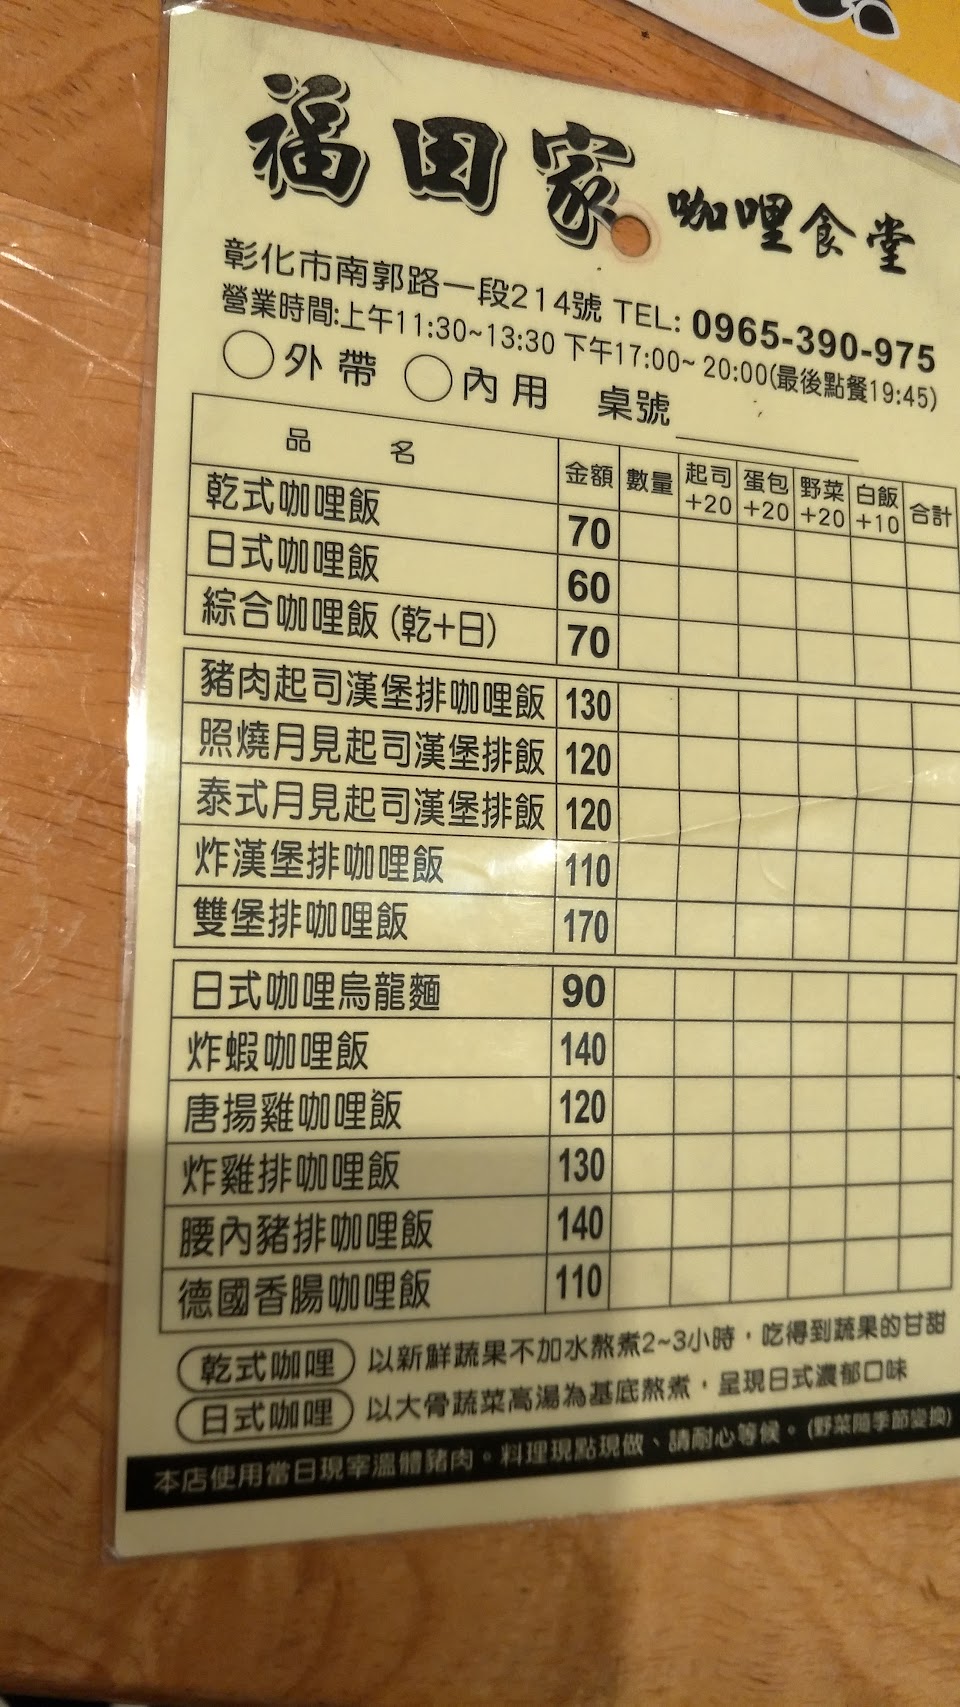 福田家 咖哩食堂
彰化市南郭路一段214號 TEL: 0965-390-975
營業時間:上午11:30~13:30 下午17:00~20:00(最後點餐19:45)
○外帶 ○內用 桌號
品名 金額 數量 起司+20 蛋包+20 野菜+20 白飯+10 合計
乾式咖哩飯 70
日式咖哩飯 60
綜合咖哩飯(乾+日) 70
豬肉起司漢堡排咖哩飯 130
照燒月見起司漢堡排飯 120
泰式月見起司漢堡排飯 120
炸漢堡排咖哩飯 110
雙堡排咖哩飯 170
日式咖哩烏龍麵 90
炸蝦咖哩飯 140
唐揚雞咖哩飯 120
炸雞排咖哩飯 130
腰內豬排咖哩飯 140
德國香腸咖哩飯 110
乾式咖哩 以新鮮蔬果不加水熬煮2~3小時，吃得到蔬果的甘甜
日式咖哩 以大骨蔬菜高湯為基底熬煮，呈現日式濃郁口味
本店使用當日現宰溫體豬肉。料理現點現做、請耐心等候。(野菜隨季節變換)